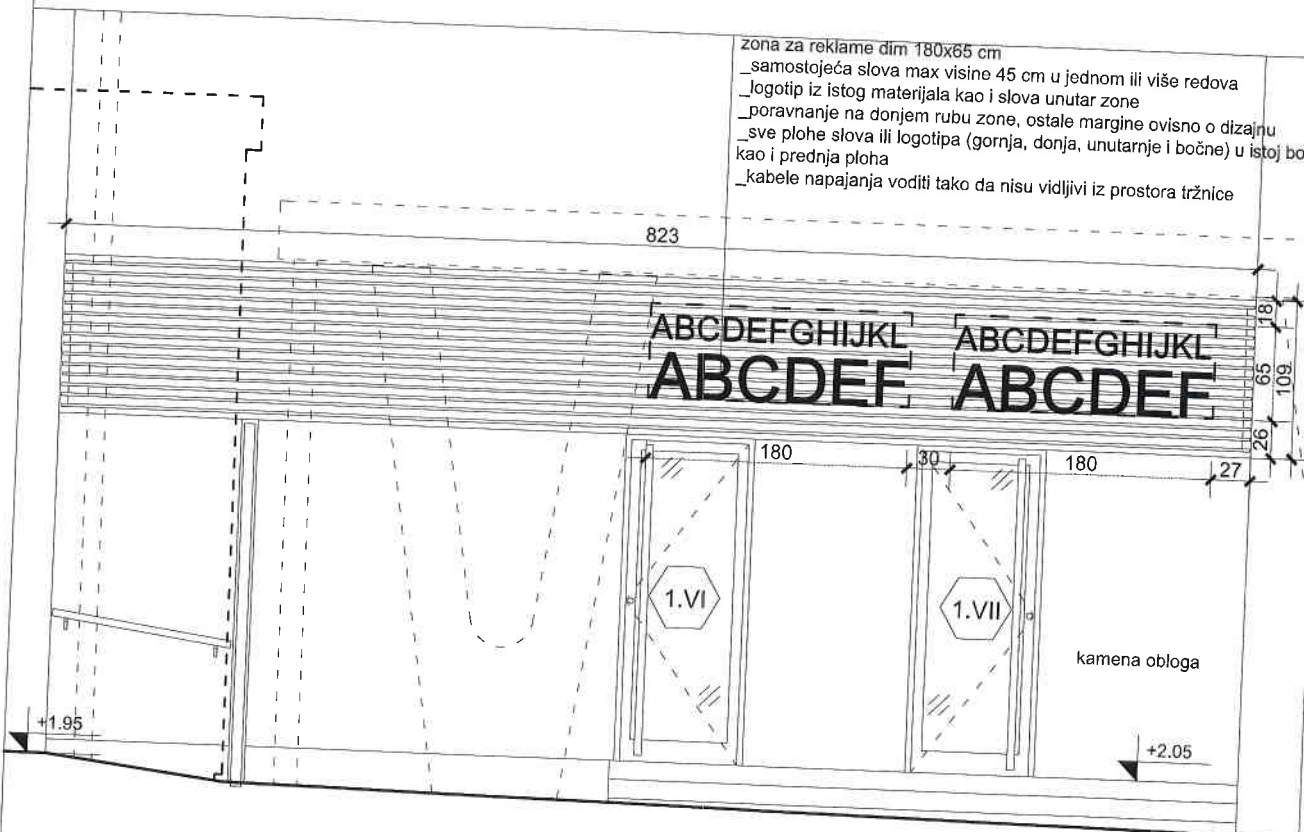 zona za reklame dim 180x65 cm
_samostojeća slova max visine 45 cm u jednom ili više redova
_logotip iz istog materijala kao i slova unutar zone
_poravnanje na donjem rubu zone, ostale margine ovisno o dizajnu
_sve plohe slova ili logotipa (gornja, donja, unutarnje i bočne) u istoj bo
kao i prednja ploha
_kabele napajanja voditi tako da nisu vidljivi iz prostora tržnice
823
18
ABCDEFGHIJKL ABCDEFGHIJKL
ABCDEF ABCDEF
65
109
26
180 30 180 27
1.VI 1.VII
kamena obloga
+1.95
+2.05